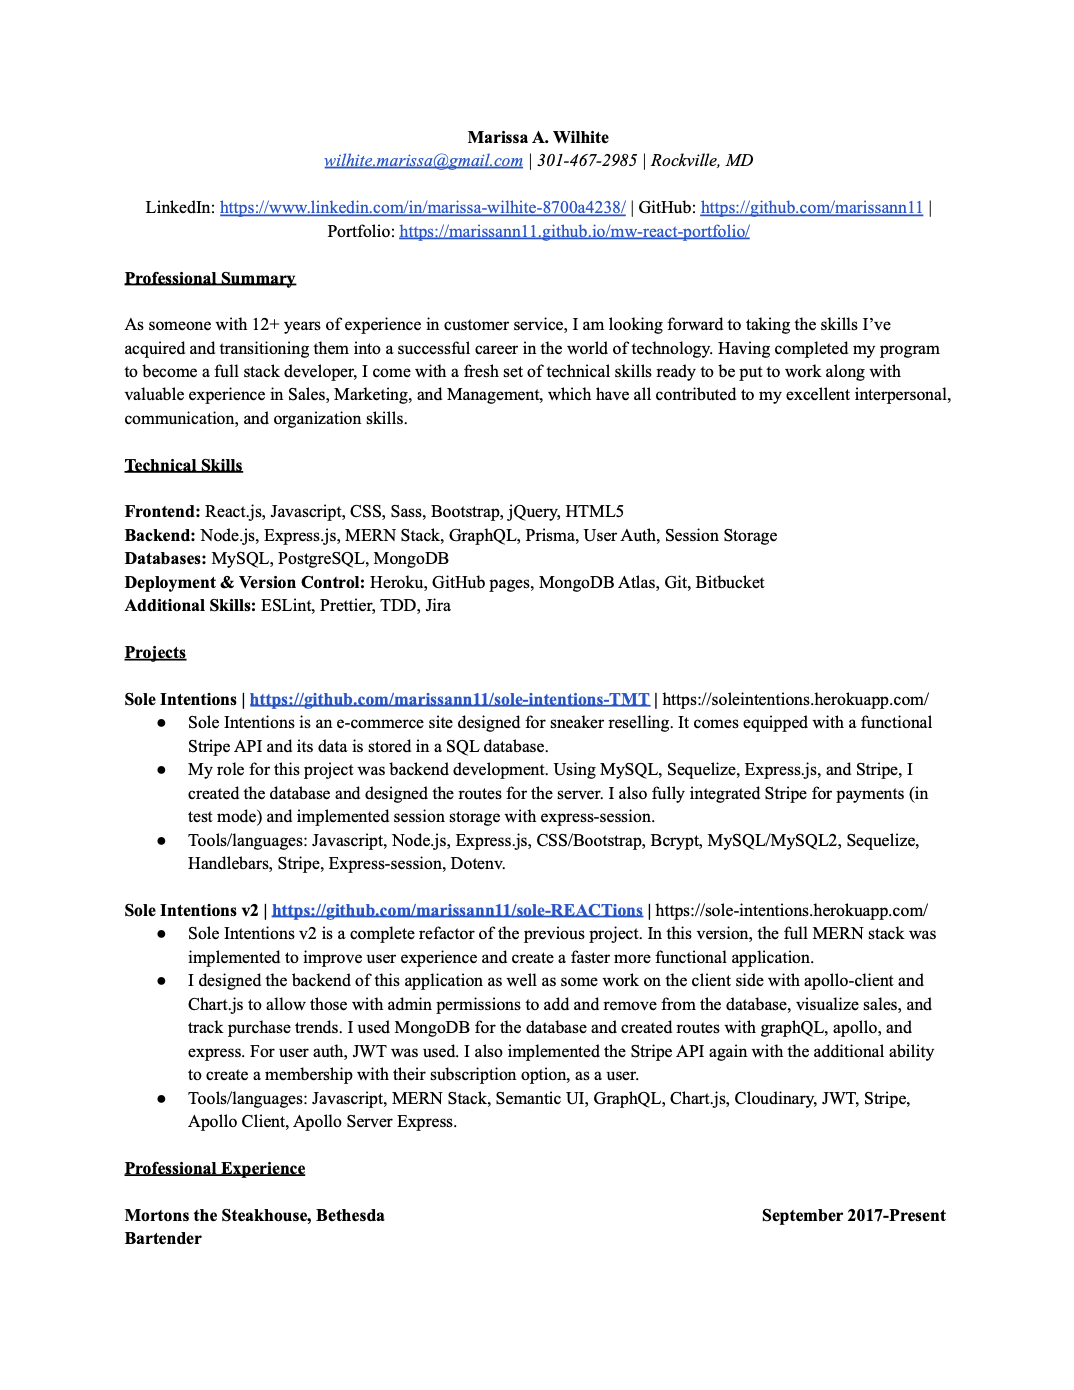 Marissa A. Wilhite
wilhite.marissa@gmail.com | 301-467-2985 | Rockville, MD
LinkedIn: https://www.linkedin.com/in/marissa-wilhite-8700a4238/ | GitHub: https://github.com/marissann11 |
Portfolio: https://marissann11.github.io/mw-react-portfolio/
Professional Summary
As someone with 12+ years of experience in customer service, I am looking forward to taking the skills I’ve
acquired and transitioning them into a successful career in the world of technology. Having completed my program
to become a full stack developer, I come with a fresh set of technical skills ready to be put to work along with
valuable experience in Sales, Marketing, and Management, which have all contributed to my excellent interpersonal,
communication, and organization skills.
Technical Skills
Frontend: React.js, Javascript, CSS, Sass, Bootstrap, jQuery, HTML5
Backend: Node.js, Express.js, MERN Stack, GraphQL, Prisma, User Auth, Session Storage
Databases: MySQL, PostgreSQL, MongoDB
Deployment & Version Control: Heroku, GitHub pages, MongoDB Atlas, Git, Bitbucket
Additional Skills: ESLint, Prettier, TDD, Jira
Projects
Sole Intentions | https://github.com/marissann11/sole-intentions-TMT | https://soleintentions.herokuapp.com/
● Sole Intentions is an e-commerce site designed for sneaker reselling. It comes equipped with a functional
Stripe API and its data is stored in a SQL database.
● My role for this project was backend development. Using MySQL, Sequelize, Express.js, and Stripe, I
created the database and designed the routes for the server. I also fully integrated Stripe for payments (in
test mode) and implemented session storage with express-session.
● Tools/languages: Javascript, Node.js, Express.js, CSS/Bootstrap, Bcrypt, MySQL/MySQL2, Sequelize,
Handlebars, Stripe, Express-session, Dotenv.
Sole Intentions v2 | https://github.com/marissann11/sole-REACTions | https://sole-intentions.herokuapp.com/
● Sole Intentions v2 is a complete refactor of the previous project. In this version, the full MERN stack was
implemented to improve user experience and create a faster more functional application.
● I designed the backend of this application as well as some work on the client side with apollo-client and
Chart.js to allow those with admin permissions to add and remove from the database, visualize sales, and
track purchase trends. I used MongoDB for the database and created routes with graphQL, apollo, and
express. For user auth, JWT was used. I also implemented the Stripe API again with the additional ability
to create a membership with their subscription option, as a user.
● Tools/languages: Javascript, MERN Stack, Semantic UI, GraphQL, Chart.js, Cloudinary, JWT, Stripe,
Apollo Client, Apollo Server Express.
Professional Experience
Mortons the Steakhouse, Bethesda September 2017-Present
Bartender